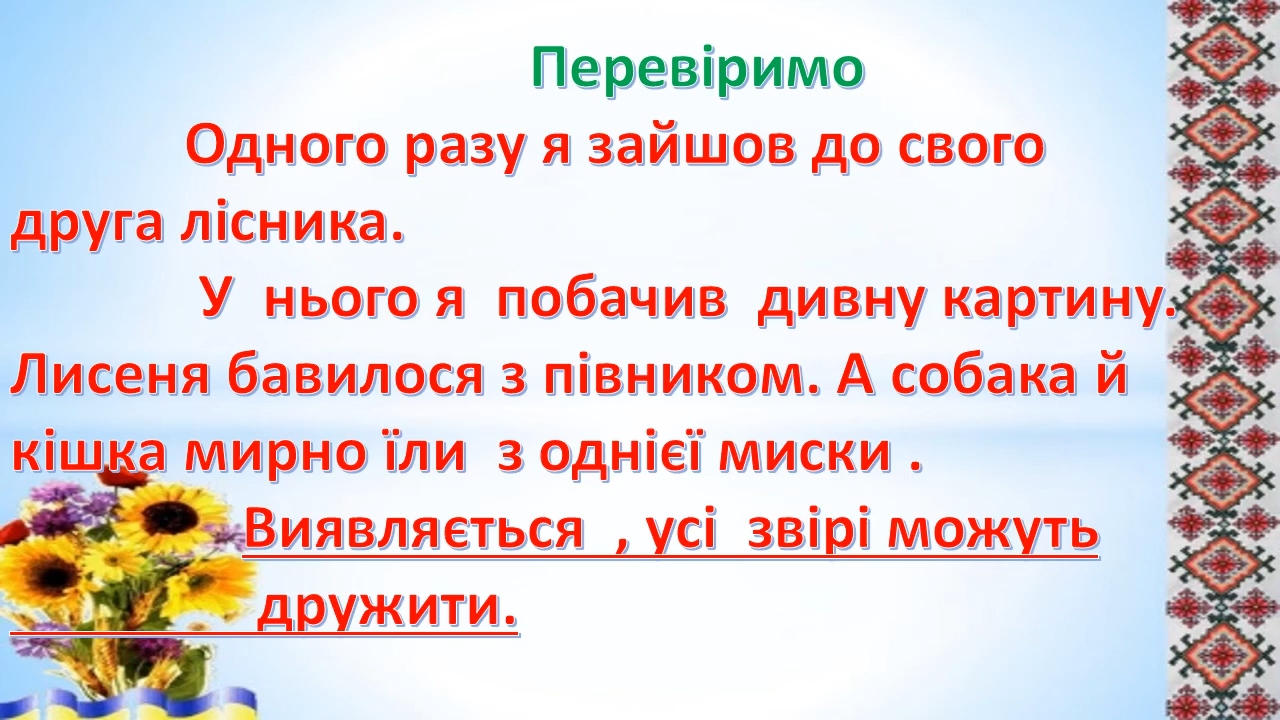 Перевіримо
Одного разу я зайшов до свого
друга лісника.
У нього я побачив дивну картину.
Лисеня бавилося з півником. А собака й
кішка мирно їли з однієї миски .
Виявляється , усі звірі можуть
дружити.